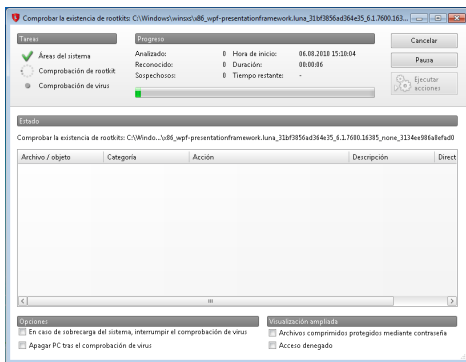 Comprobar la existencia de rootkits: C:\Windows\winsxs\x86_wpf-presentationframework.luna_31bf3856ad364e35_6.1.7600.163...
Tareas
Áreas del sistema
Comprobación de rootkit
Comprobación de virus
Progreso
Analizado: 0 Hora de inicio: 06.08.2010 15:10:04
Reconocido: 0 Duración: 00:00:06
Sospechosos: 0 Tiempo restante: -
Cancelar
Pausa
Ejecutar acciones
Estado
Comprobar la existencia de rootkits: C:\Windo...\x86_wpf-presentationframework.luna_31bf3856ad364e35_6.1.7600.16385_none_3134ee986a8efad0
Archivo / objeto Categoría Acción Descripción Direct
Opciones
En caso de sobrecarga del sistema, interrumpir el comprobación de virus
Apagar PC tras el comprobación de virus
Visualización ampliada
Archivos comprimidos protegidos mediante contraseña
Acceso denegado